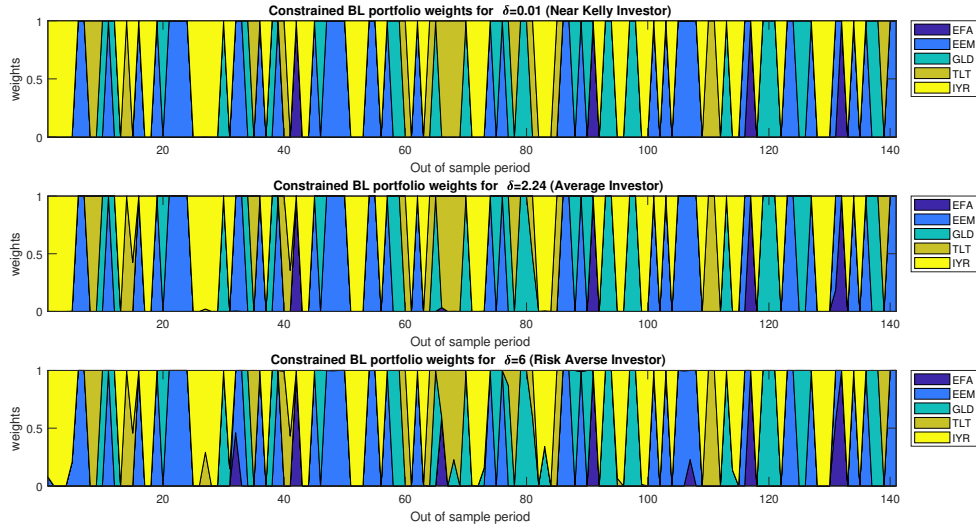 Constrained BL portfolio weights for δ=0.01 (Near Kelly Investor)
weights
1
0.5
0
20
40
60
80
100
120
140
Out of sample period
EFA
EEM
GLD
TLT
IYR
Constrained BL portfolio weights for δ=2.24 (Average Investor)
weights
1
0.5
0
20
40
60
80
100
120
140
Out of sample period
EFA
EEM
GLD
TLT
IYR
Constrained BL portfolio weights for δ=6 (Risk Averse Investor)
weights
1
0.5
0
20
40
60
80
100
120
140
Out of sample period
EFA
EEM
GLD
TLT
IYR